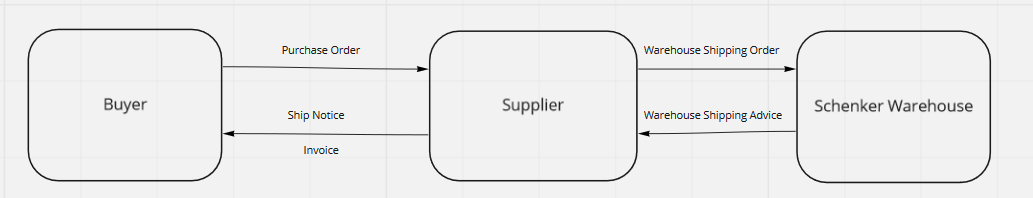 Purchase Order
Warehouse Shipping Order
Buyer
Supplier
Schenker Warehouse
Ship Notice
Warehouse Shipping Advice
Invoice